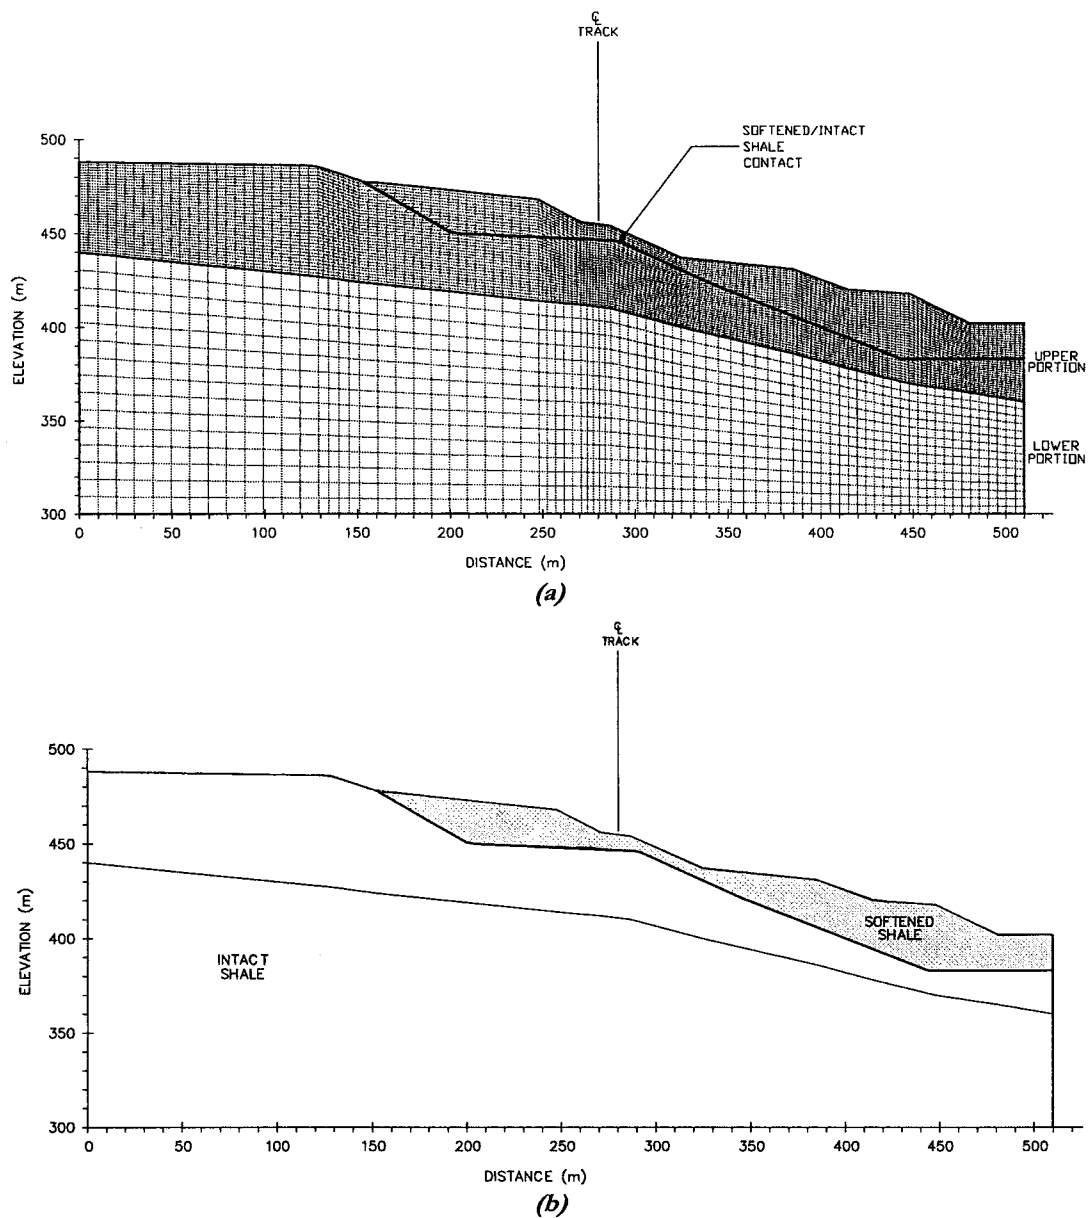 ℄
TRACK
SOFTENED/INTACT
SHALE
CONTACT
500
450
400
350
300
ELEVATION (m)
UPPER
PORTION
LOWER
PORTION
0 50 100 150 200 250 300 350 400 450 500
DISTANCE (m)
(a)
℄
TRACK
500
450
400
350
300
ELEVATION (m)
SOFTENED
SHALE
INTACT
SHALE
0 50 100 150 200 250 300 350 400 450 500
DISTANCE (m)
(b)